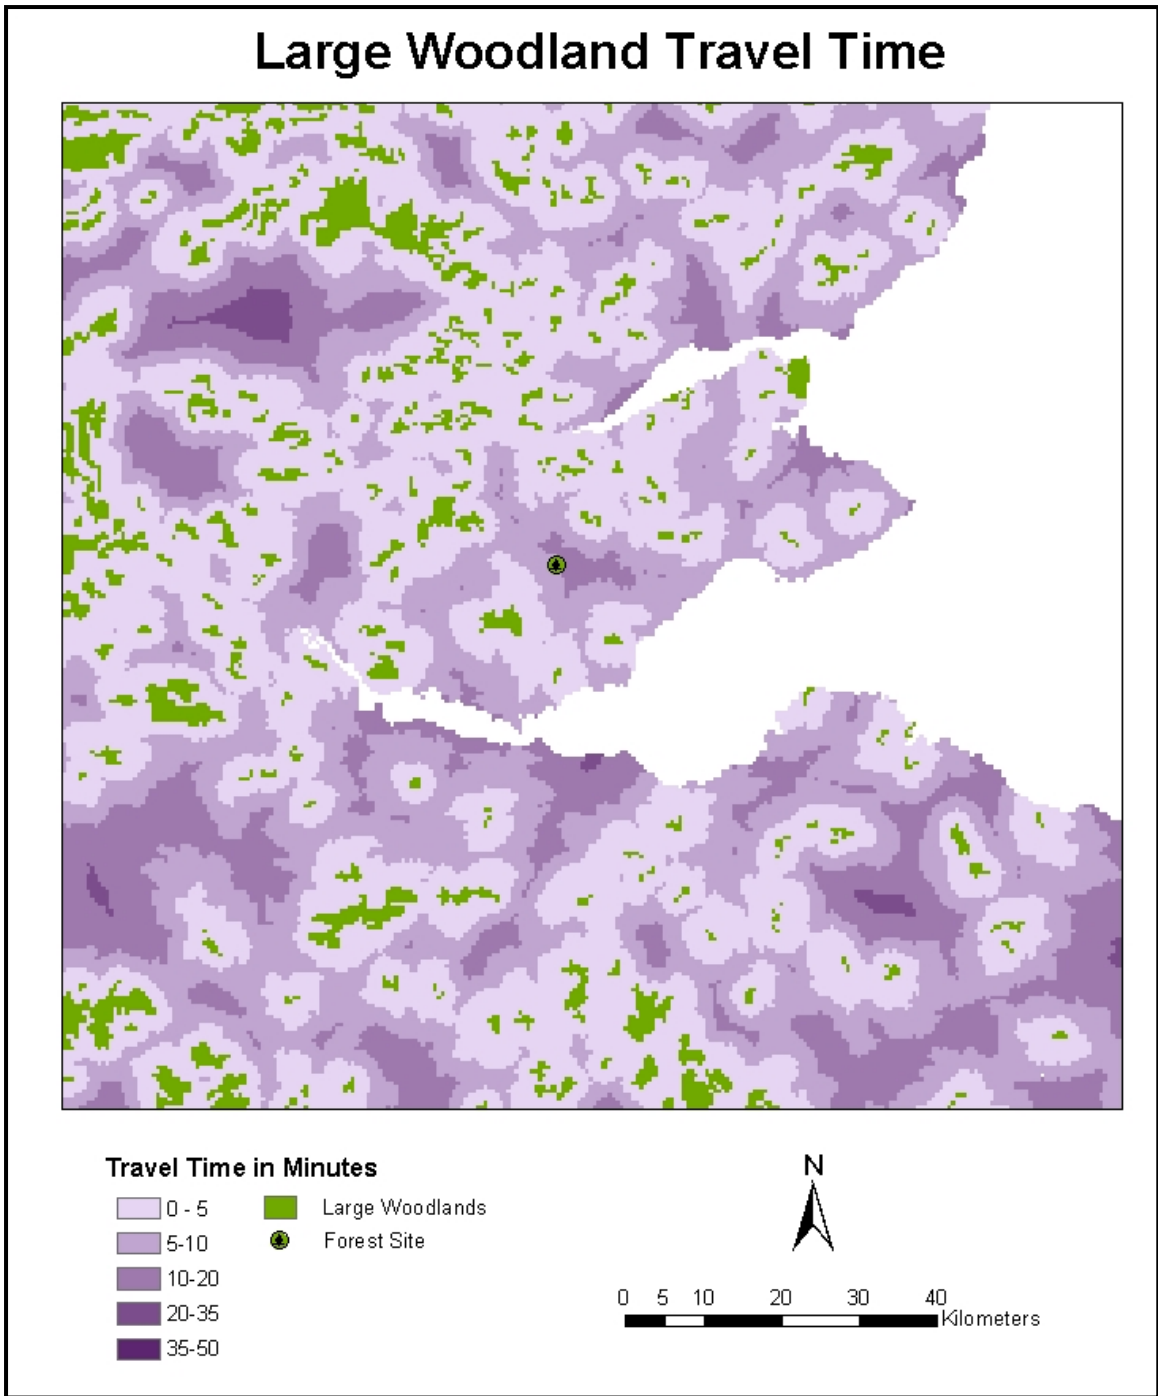 Large Woodland Travel Time
Travel Time in Minutes
0 - 5
5-10
10-20
20-35
35-50
Large Woodlands
Forest Site
N
0 5 10 20 30 40
Kilometers